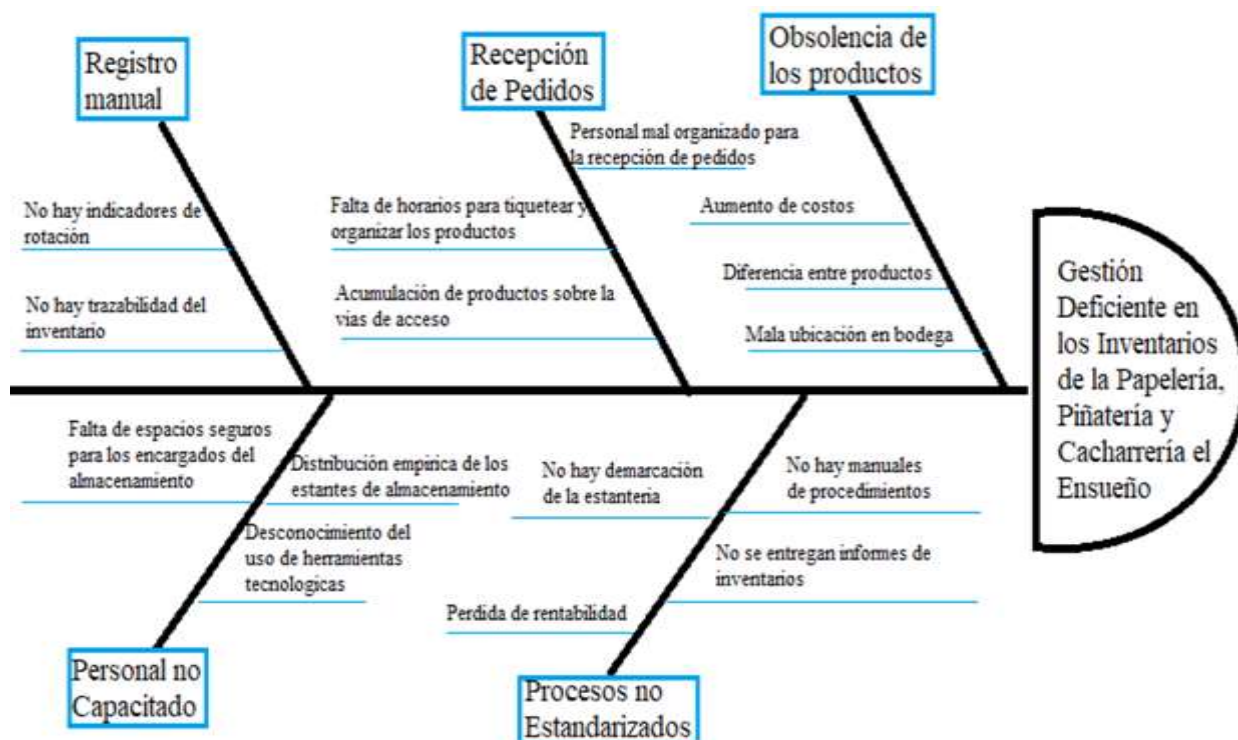 Registro
manual
Recepción
de Pedidos
Obsolencia de
los productos
No hay indicadores de
rotación
No hay trazabilidad del
inventario
Falta de horarios para tiquetear y
organizar los productos
Acumulación de productos sobre la
vias de acceso
Personal mal organizado para
la recepción de pedidos
Aumento de costos
Diferencia entre productos
Mala ubicación en bodega
Gestión
Deficiente en
los Inventarios
de la Papelería,
Piñatería y
Cacharrería el
Ensueño
Falta de espacios seguros
para los encargados del
almacenamiento
Distribución empirica de los
estantes de almacenamiento
Desconocimiento del
uso de herramientas
tecnologicas
No hay demarcación
de la estanteria
No hay manuales
de procedimientos
No se entregan informes de
inventarios
Perdida de rentabilidad
Personal no
Capacitado
Procesos no
Estandarizados